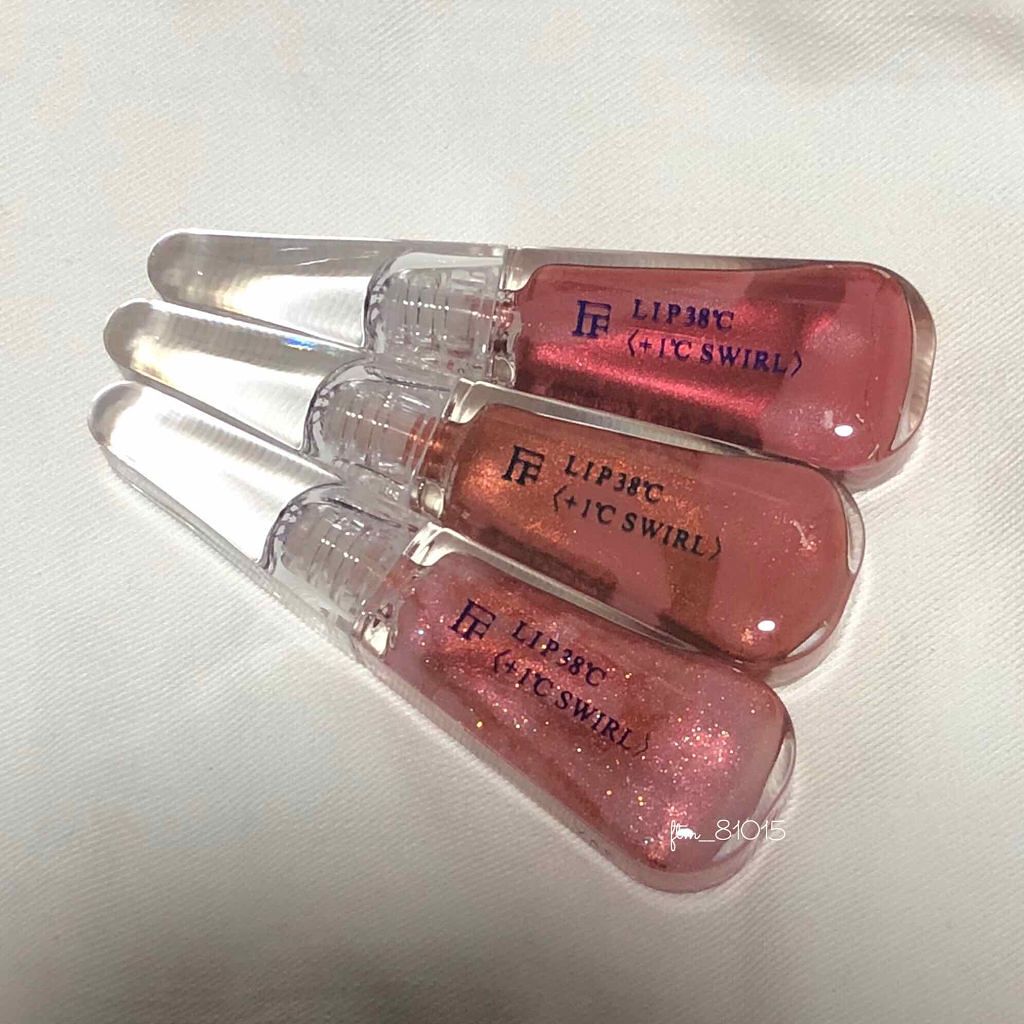 FF LIP38℃
〈+1℃ SWIRL〉
FF LIP38℃
〈+1℃ SWIRL〉
FF LIP38℃
〈+1℃ SWIRL〉
ftm_81015